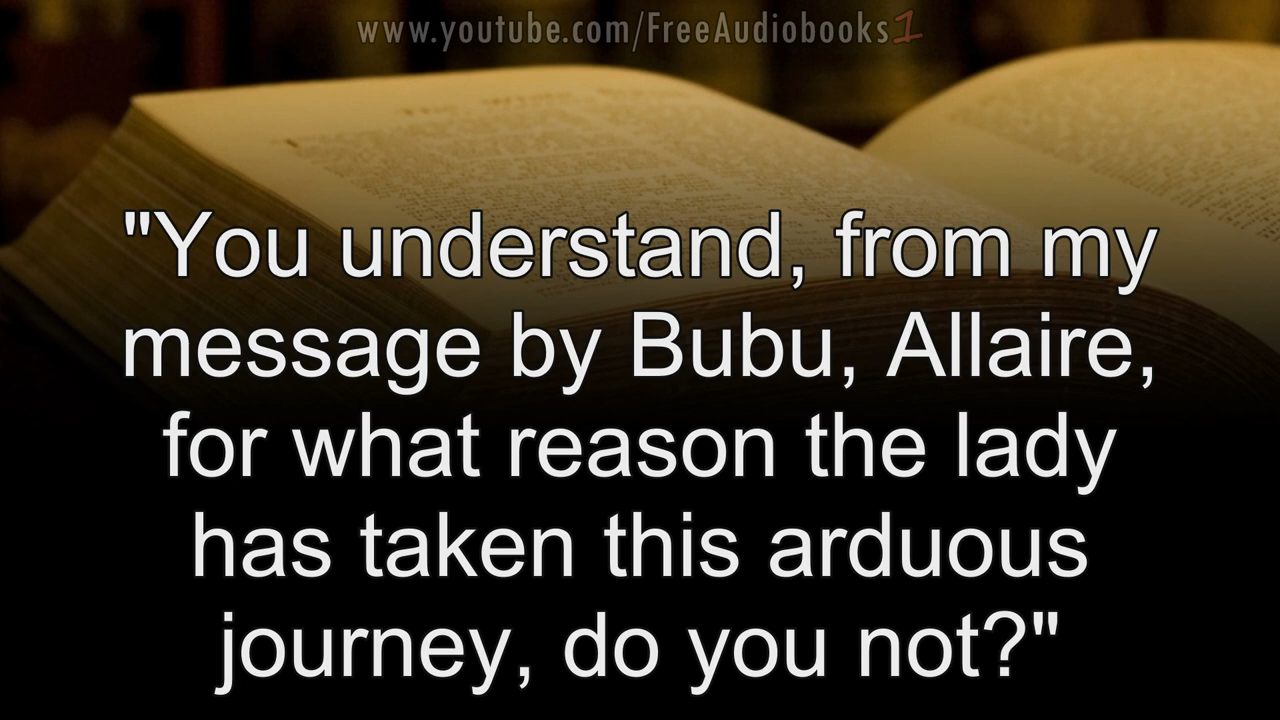 www.youtube.com/FreeAudiobooks1
"You understand, from my
message by Bubu, Allaire,
for what reason the lady
has taken this arduous
journey, do you not?"